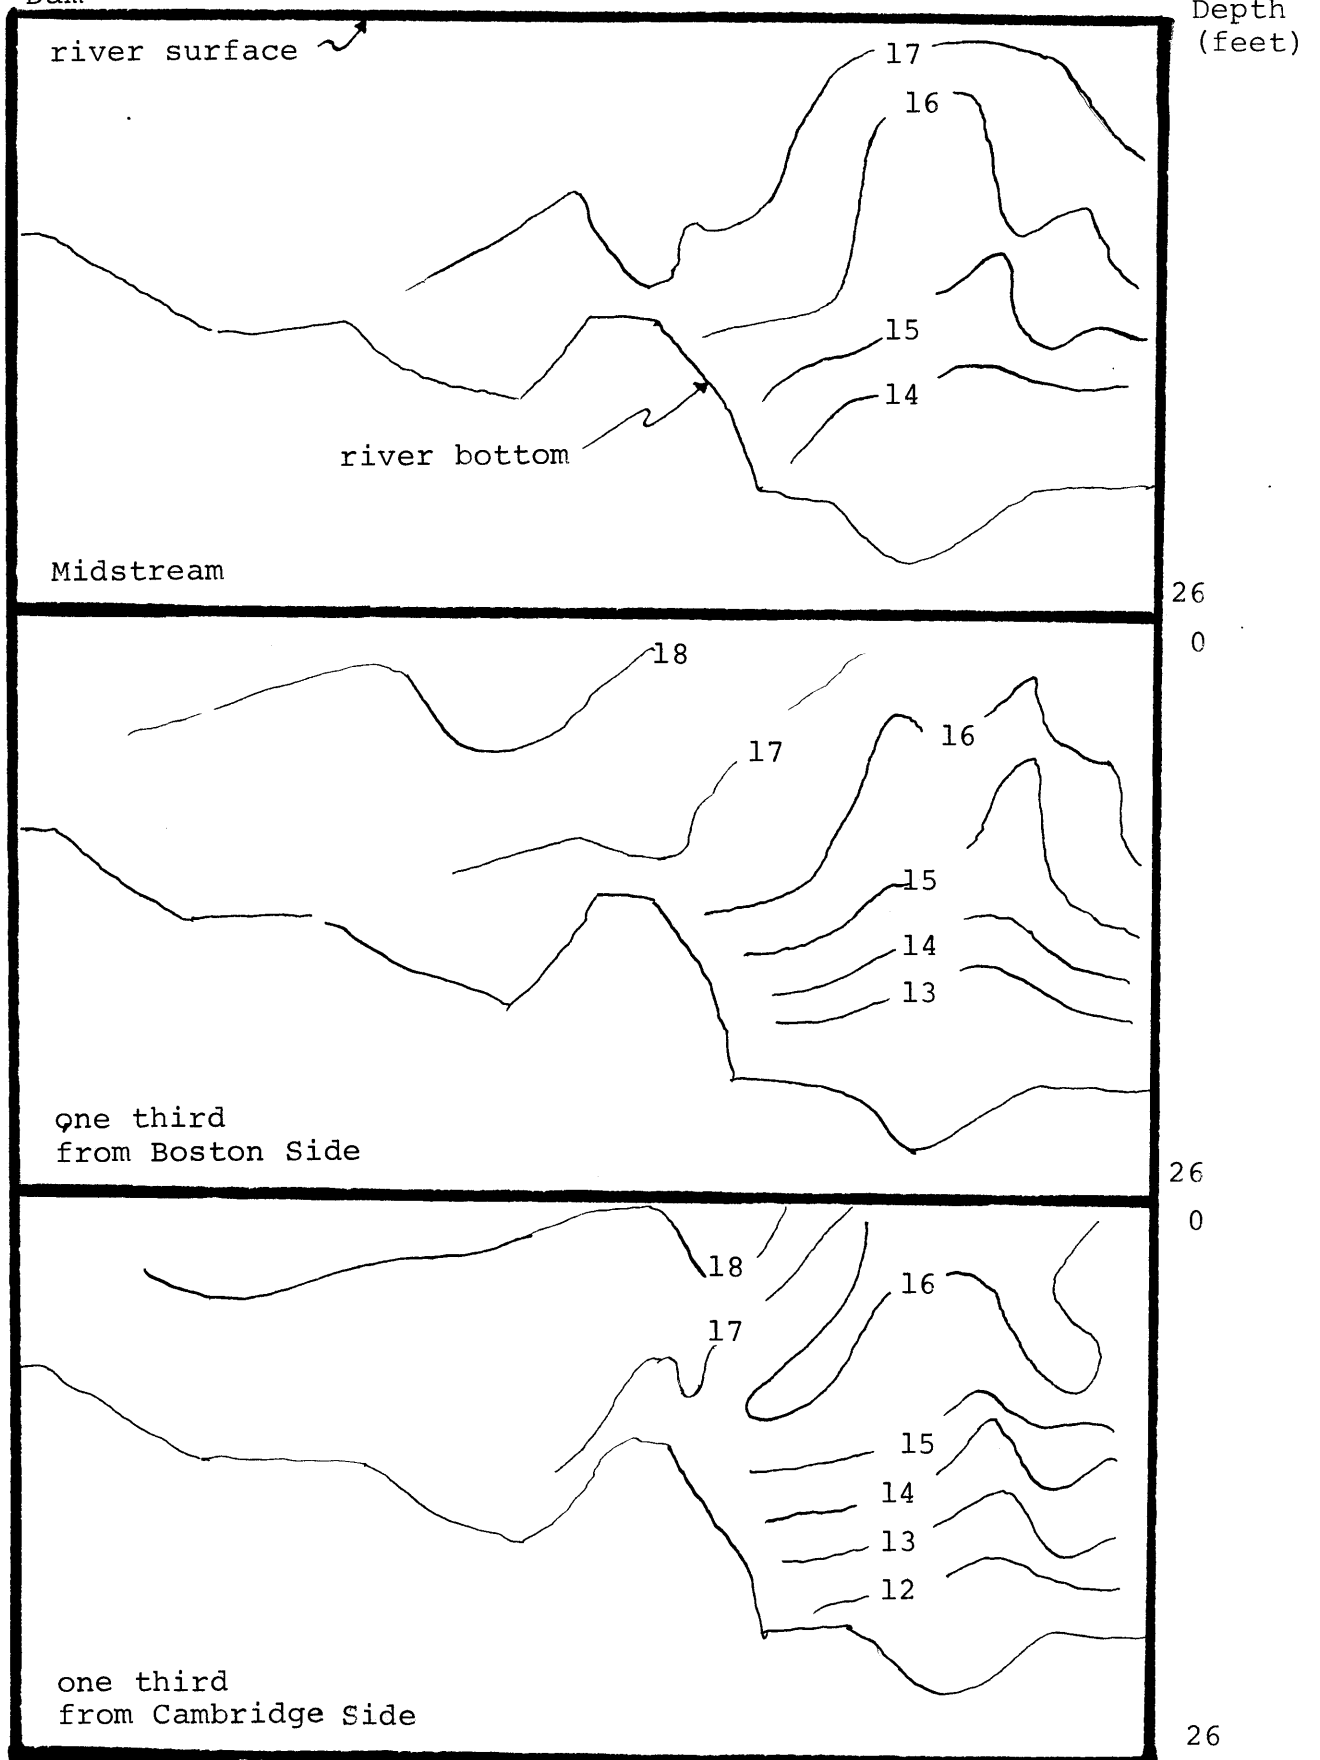 Dam
Depth
(feet)
river surface
17
16
15
14
river bottom
Midstream
26
0
18
17
16
15
14
13
one third
from Boston Side
26
0
18
16
17
15
14
13
12
one third
from Cambridge Side
26